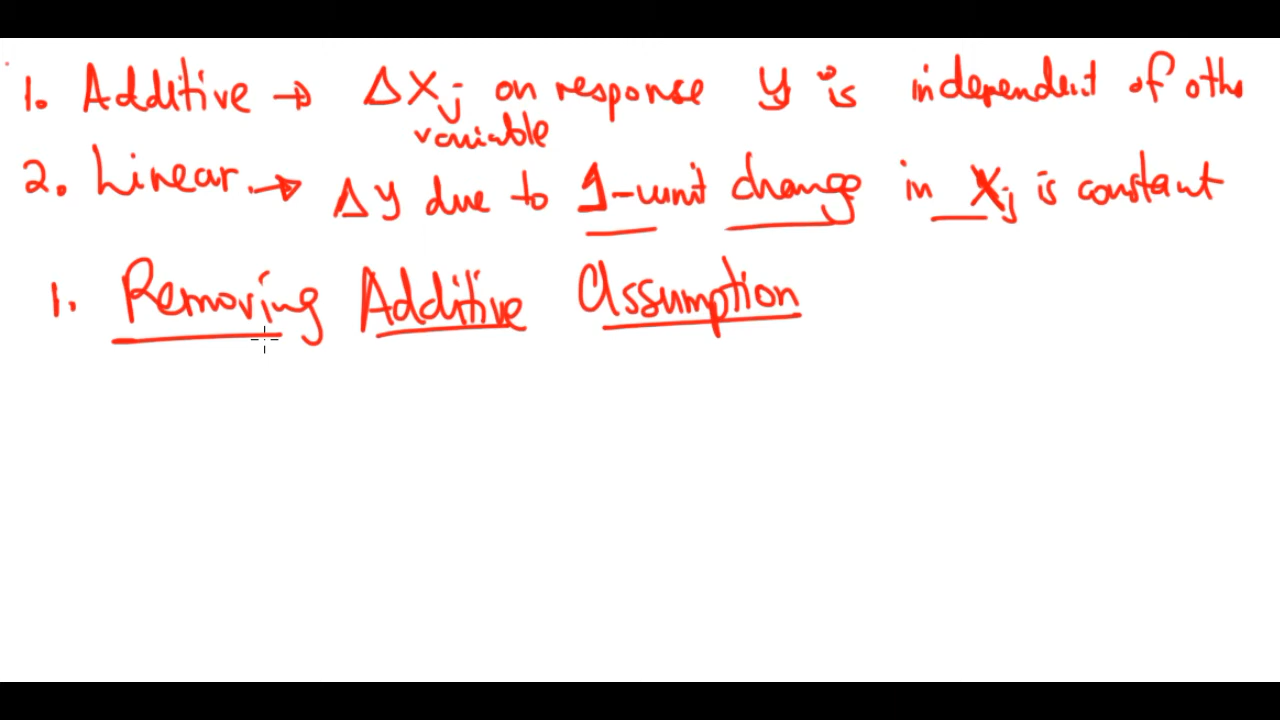 1. Additive → ΔXj on response y is independent of othe
variable
2. Linear. → Δy due to 1-unit change in Xj is constant
1. Removing Additive Assumption